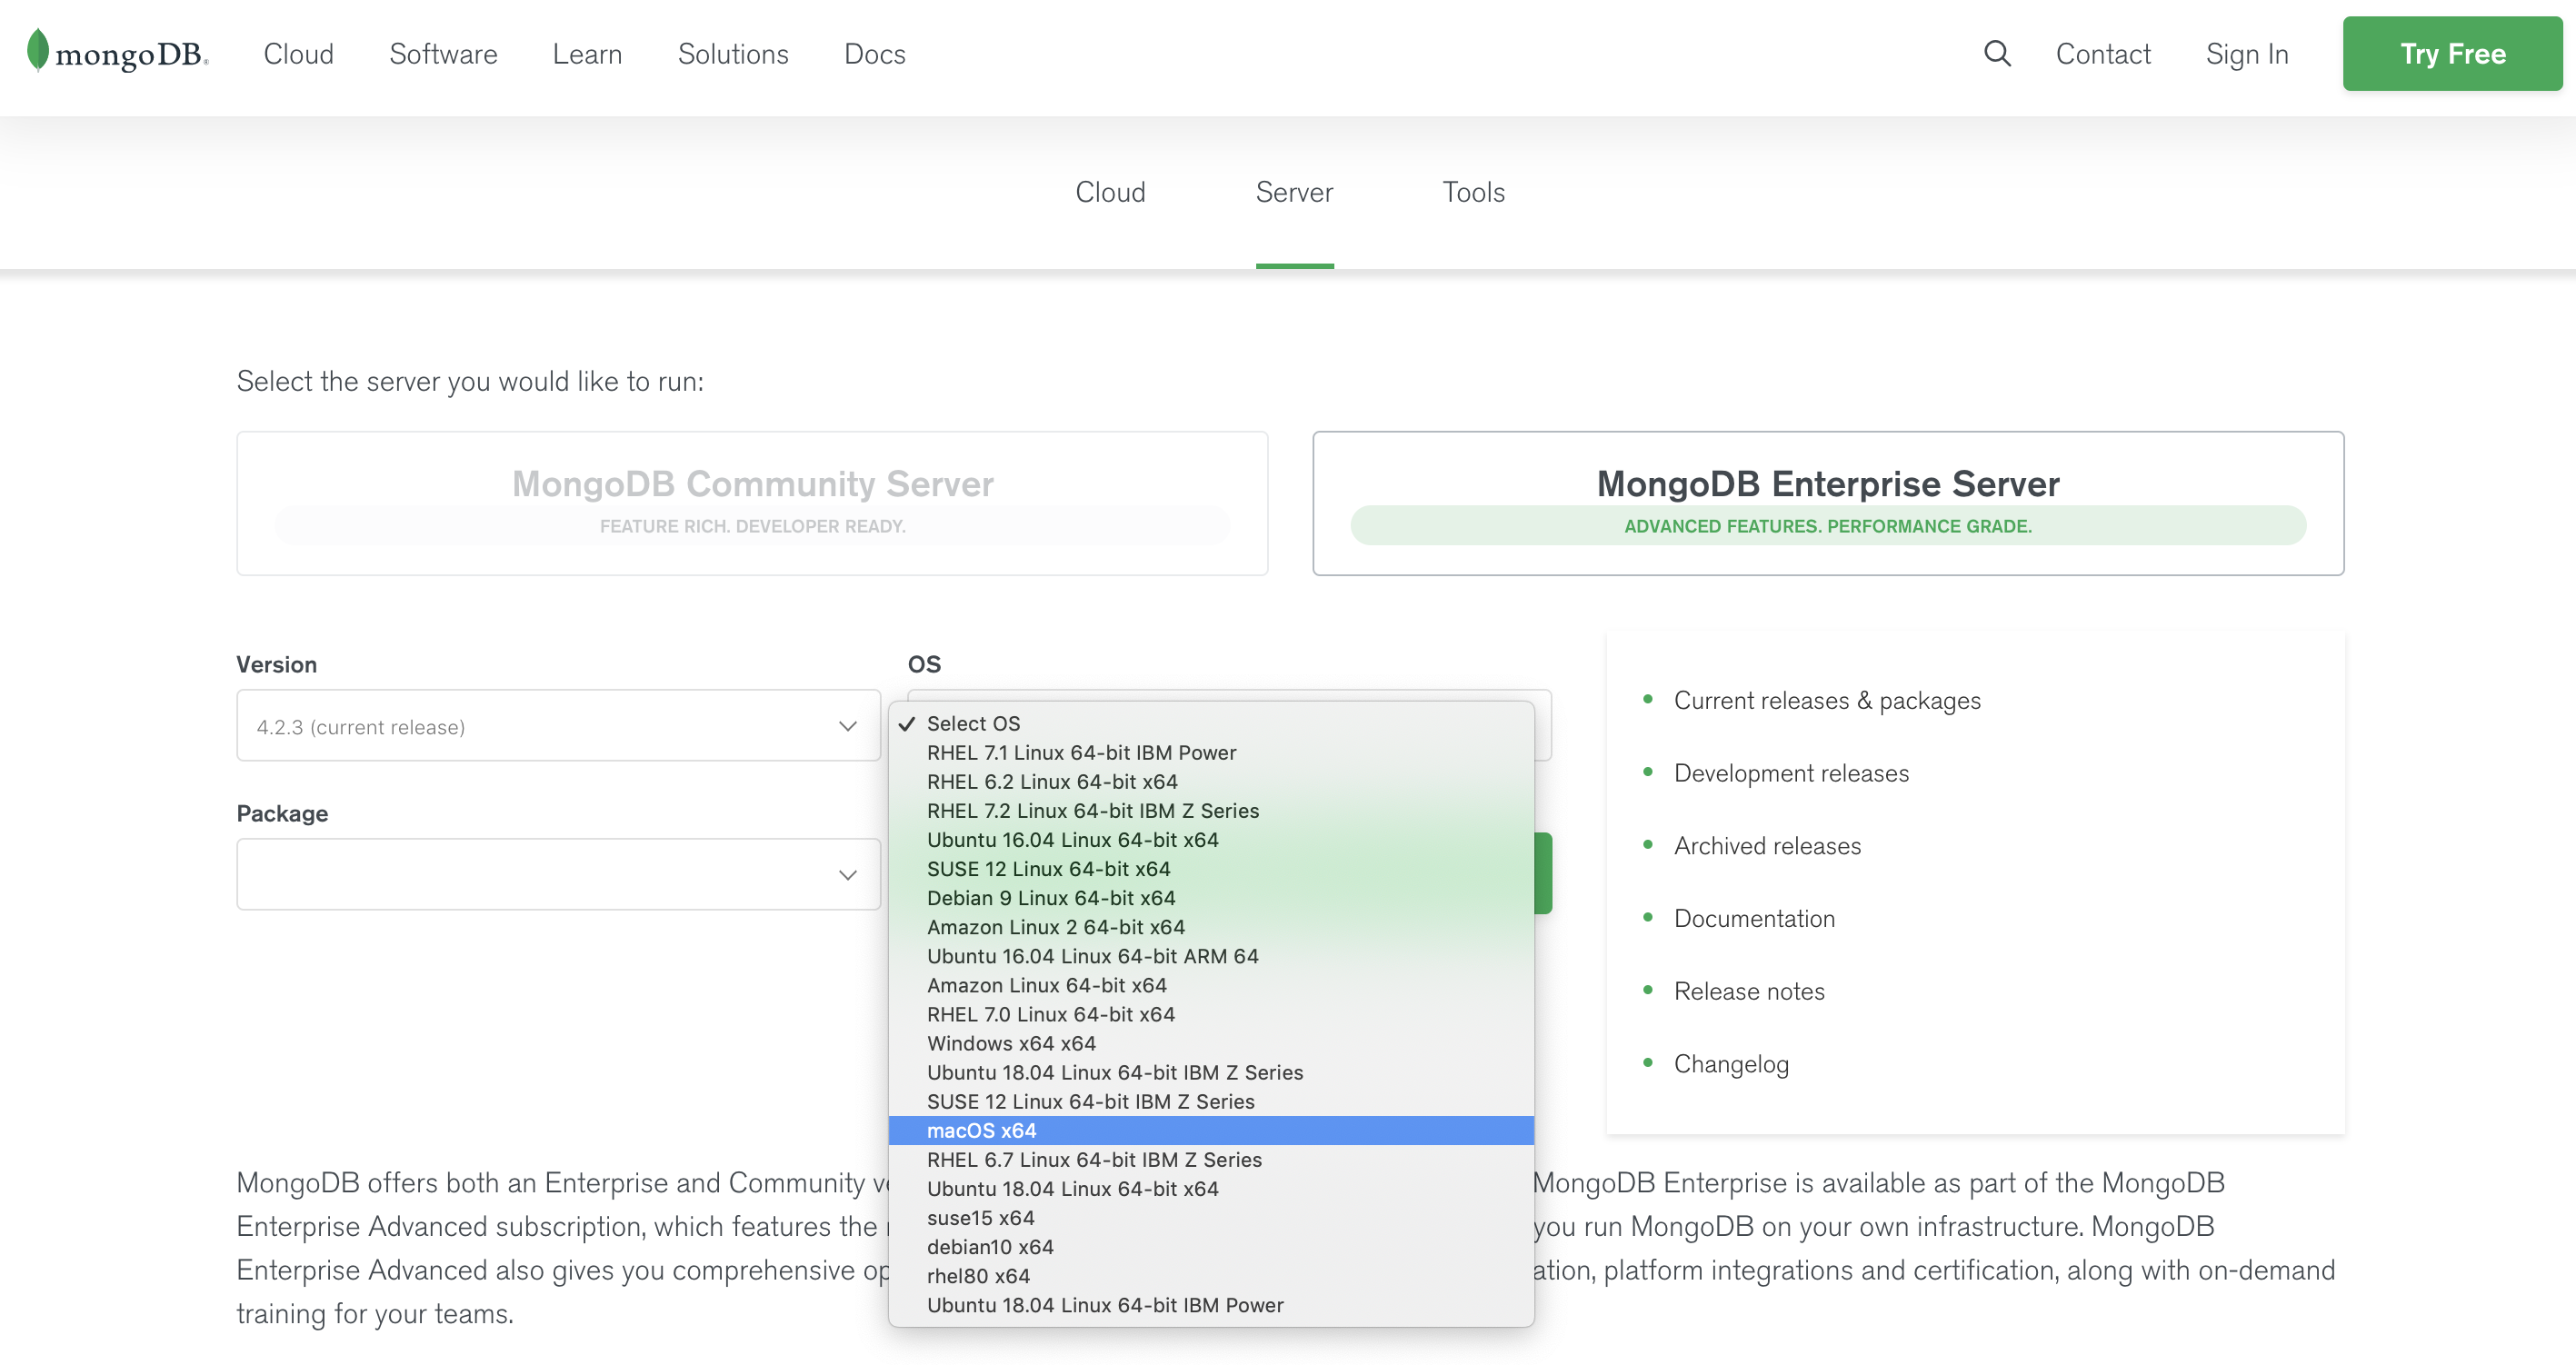 mongoDB®
Cloud
Software
Learn
Solutions
Docs
Contact
Sign In
Try Free
Cloud
Server
Tools
Select the server you would like to run:
MongoDB Community Server
FEATURE RICH. DEVELOPER READY.
MongoDB Enterprise Server
ADVANCED FEATURES. PERFORMANCE GRADE.
Version
4.2.3 (current release)
OS
Select OS
RHEL 7.1 Linux 64-bit IBM Power
RHEL 6.2 Linux 64-bit x64
RHEL 7.2 Linux 64-bit IBM Z Series
Ubuntu 16.04 Linux 64-bit x64
SUSE 12 Linux 64-bit x64
Debian 9 Linux 64-bit x64
Amazon Linux 2 64-bit x64
Ubuntu 16.04 Linux 64-bit ARM 64
Amazon Linux 64-bit x64
RHEL 7.0 Linux 64-bit x64
Windows x64 x64
Ubuntu 18.04 Linux 64-bit IBM Z Series
SUSE 12 Linux 64-bit IBM Z Series
macOS x64
RHEL 6.7 Linux 64-bit IBM Z Series
Ubuntu 18.04 Linux 64-bit x64
suse15 x64
debian10 x64
rhel80 x64
Ubuntu 18.04 Linux 64-bit IBM Power
Package
Current releases & packages
Development releases
Archived releases
Documentation
Release notes
Changelog
MongoDB offers both an Enterprise and Community MongoDB Enterprise is available as part of the MongoDB
Enterprise Advanced subscription, which features the you run MongoDB on your own infrastructure. MongoDB
Enterprise Advanced also gives you comprehensive platform integrations and certification, along with on-demand
training for your teams.